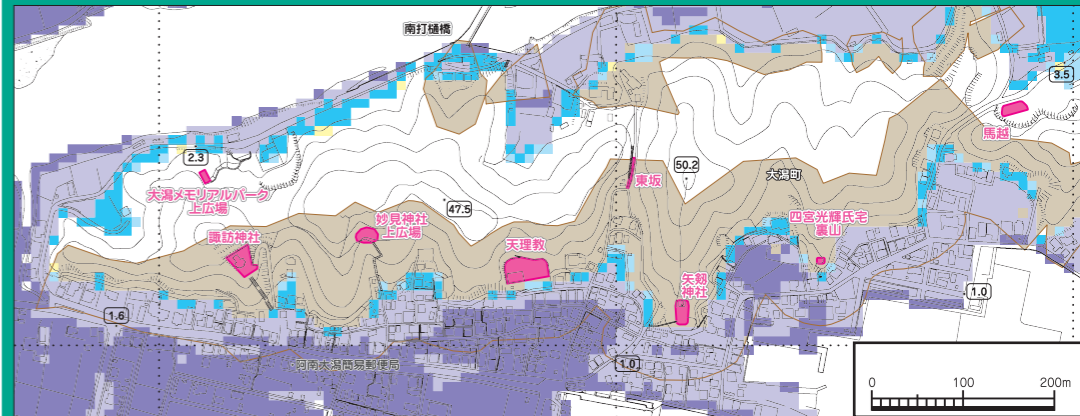 南打樋橋
3.5
馬越
2.3
大潟メモリアルパーク
上広場
東坂
50.2
大潟町
47.5
妙見神社
上広場
四宮光輝氏宅
裏山
諏訪神社
天理教
矢剱
神社
1.0
1.6
阿南大潟簡易郵便局
1.0
0
100
200m